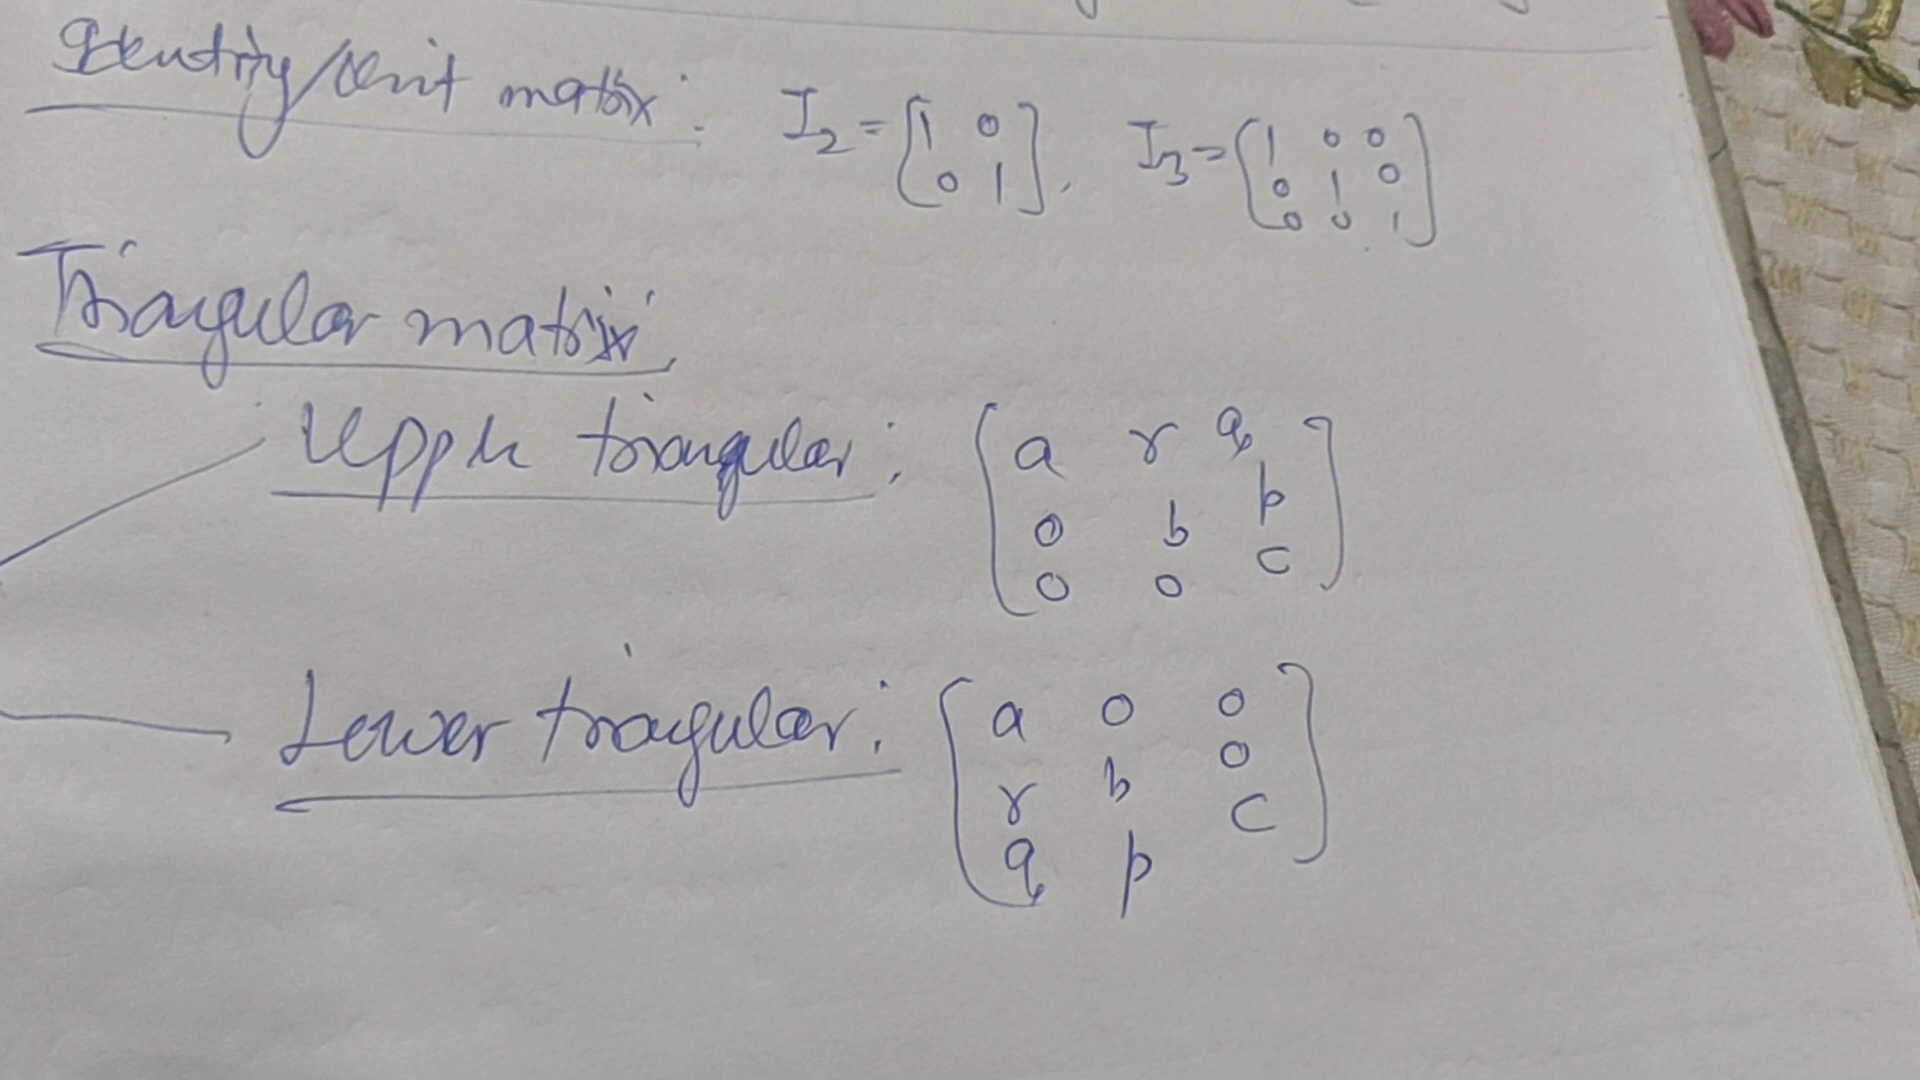 Identity/Unit matrix: I₂ = [1 0 0 1], I₃ = [1 0 0 0 1 0 0 0 1]
Triangular matrix
Upper triangular: [a r q
0 b p
0 0 c]
Lower triangular: [a 0 0
r b 0
q p c]